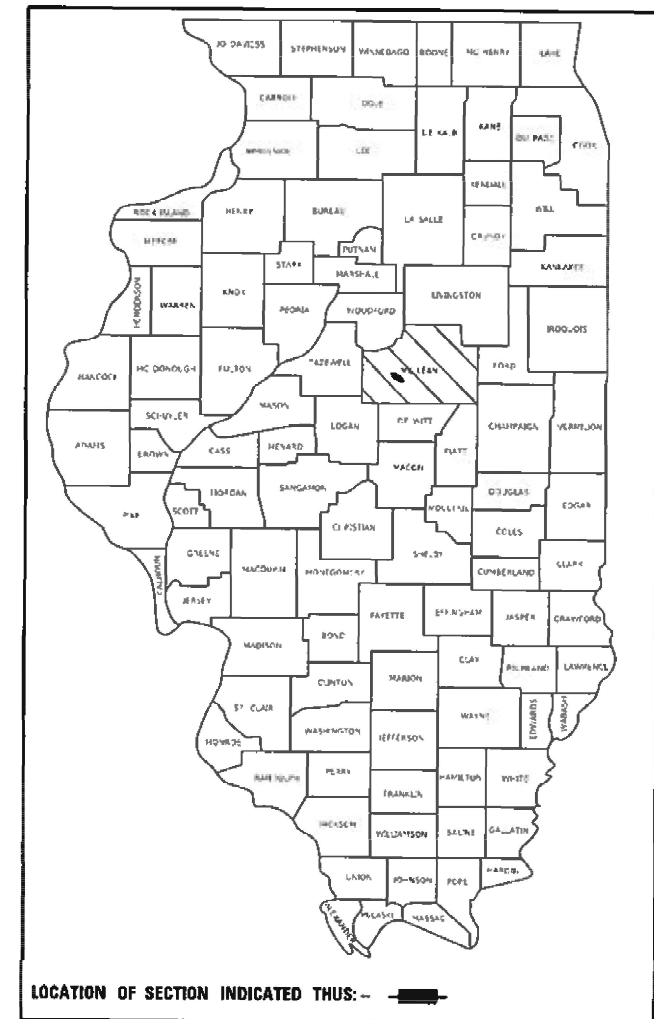 JO DAVIESS STEPHENSON WINNEBAGO BOONE MC HENRY LAKE
CARROLL OGLE
DE KALB KANE DU PAGE COOK
WHITESIDE LEE
KENDALL WILL
ROCK ISLAND HENRY BUREAU LA SALLE
GRUNDY
MERCER PUTNAM
STARK MARSHALL KANKAKEE
HENDERSON WARREN KNOX PEORIA WOODFORD LIVINGSTON
IROQUOIS
HANCOCK MC DONOUGH FULTON TAZEWELL MC LEAN FORD
MASON
SCHUYLER LOGAN DE WITT CHAMPAIGN VERMILION
ADAMS BROWN CASS MENARD MACON PIATT
PIKE SCOTT MORGAN SANGAMON MOULTRIE DOUGLAS EDGAR
CHRISTIAN COLES
CALHOUN GREENE MACOUPIN MONTGOMERY SHELBY CUMBERLAND CLARK
JERSEY
FAYETTE EFFINGHAM JASPER CRAWFORD
MADISON BOND
CLAY RICHLAND LAWRENCE
CLINTON MARION
ST. CLAIR WAYNE EDWARDS WABASH
WASHINGTON JEFFERSON
MONROE
RANDOLPH PERRY HAMILTON WHITE
FRANKLIN
JACKSON WILLIAMSON SALINE GALLATIN
UNION JOHNSON POPE HARDIN
ALEXANDER PULASKI MASSAC
LOCATION OF SECTION INDICATED THUS: -